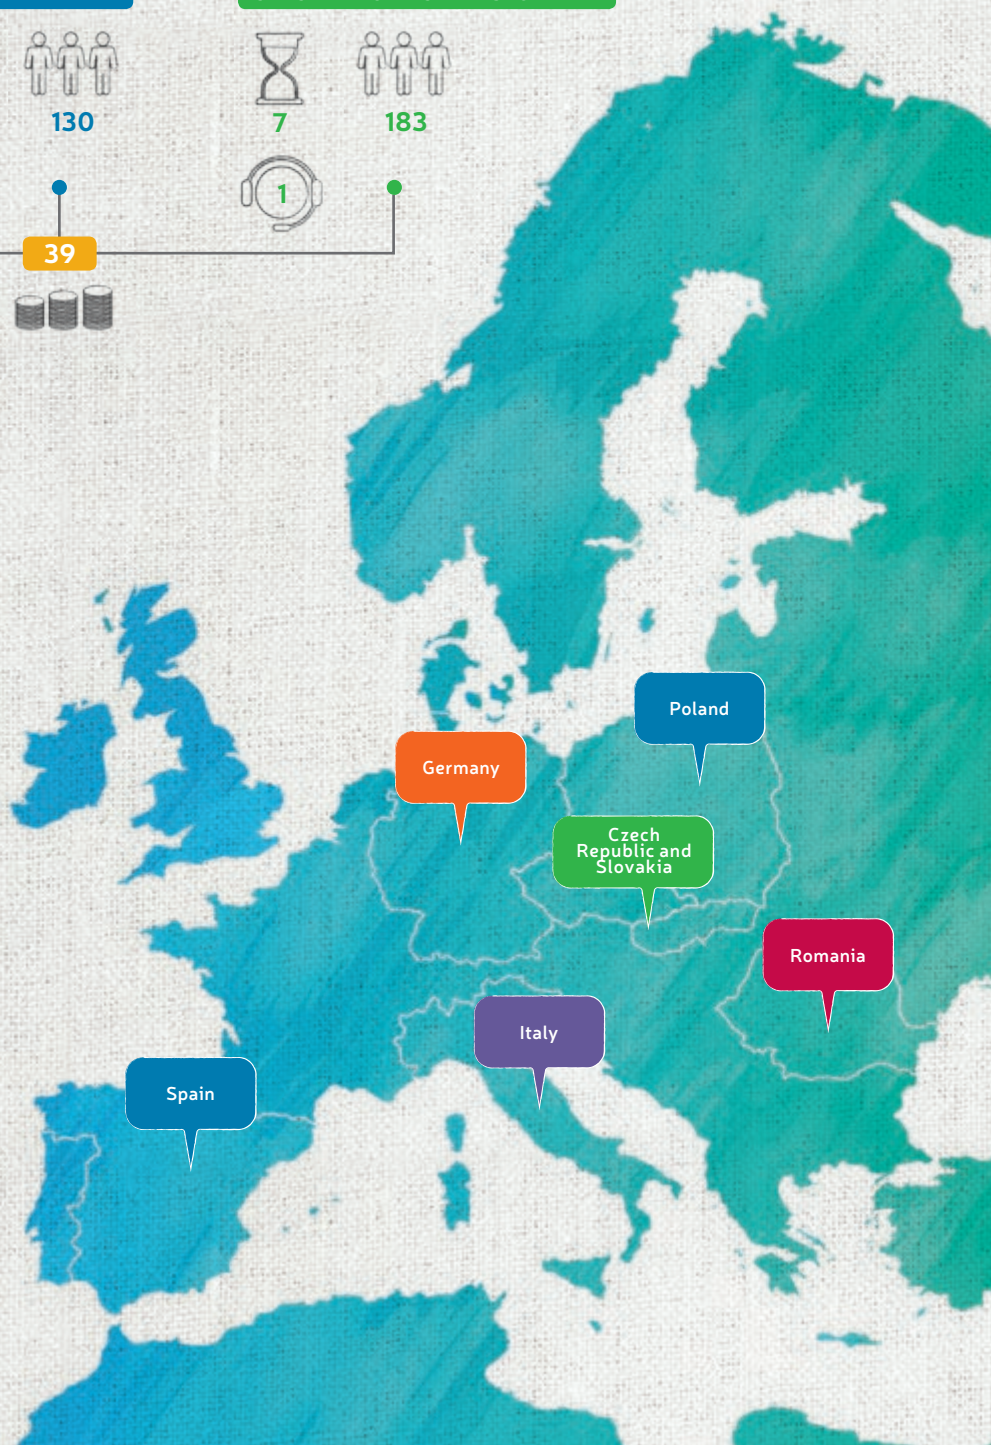 130
7
183
1
39
Poland
Germany
Czech
Republic and
Slovakia
Romania
Italy
Spain